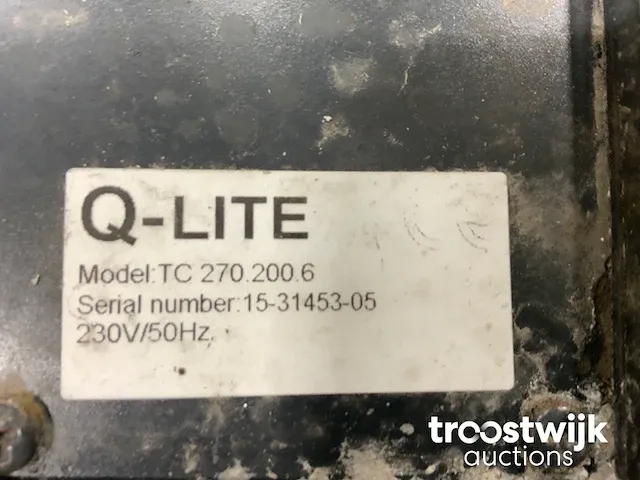 Q-LITE
Model:TC 270.200.6
Serial number:15-31453-05
230V/50Hz.
troostwijk
auctions